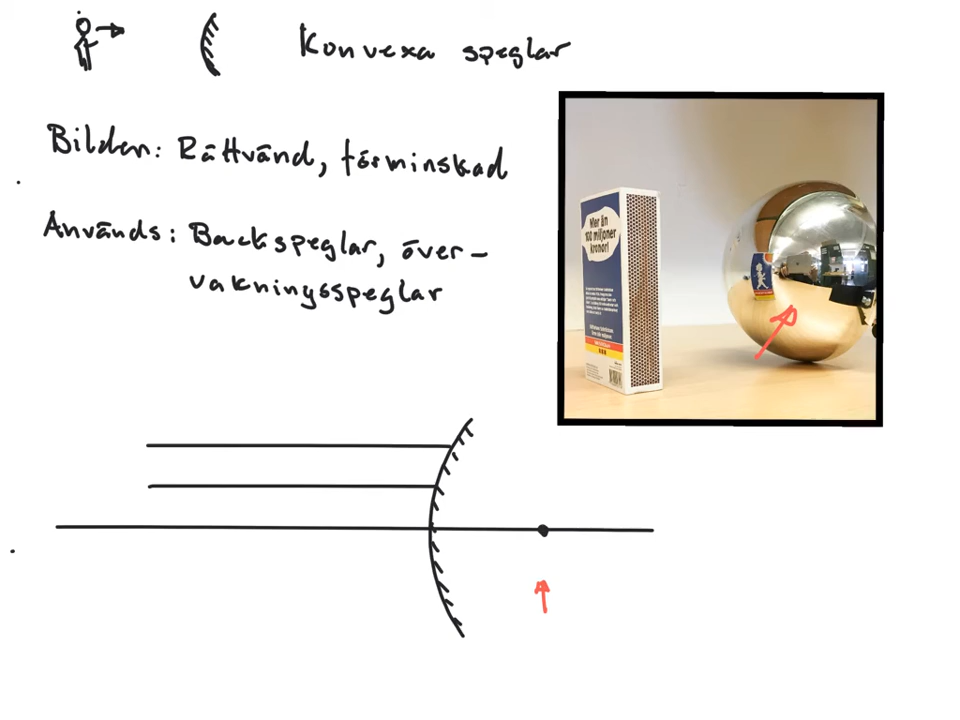 Konvexa speglar
Bilden: Rättvänd, förminskad
Används: Backspeglar, över-
vakningsspeglar
Mer än
100 miljoner
kronor!